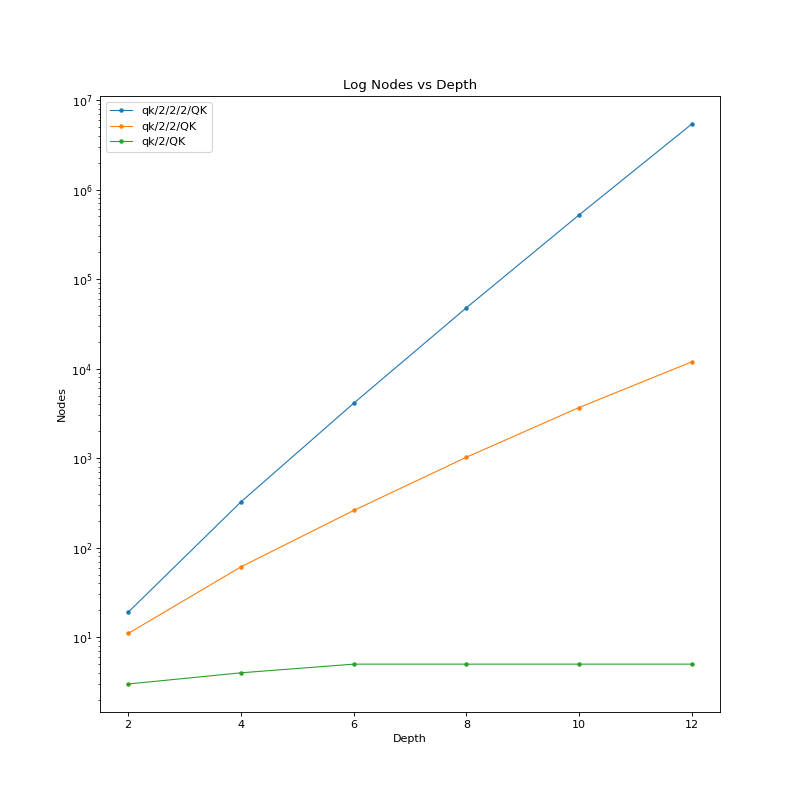 Log Nodes vs Depth
qk/2/2/2/QK
qk/2/2/QK
qk/2/QK
Nodes
10^7
10^6
10^5
10^4
10^3
10^2
10^1
2 4 6 8 10 12
Depth